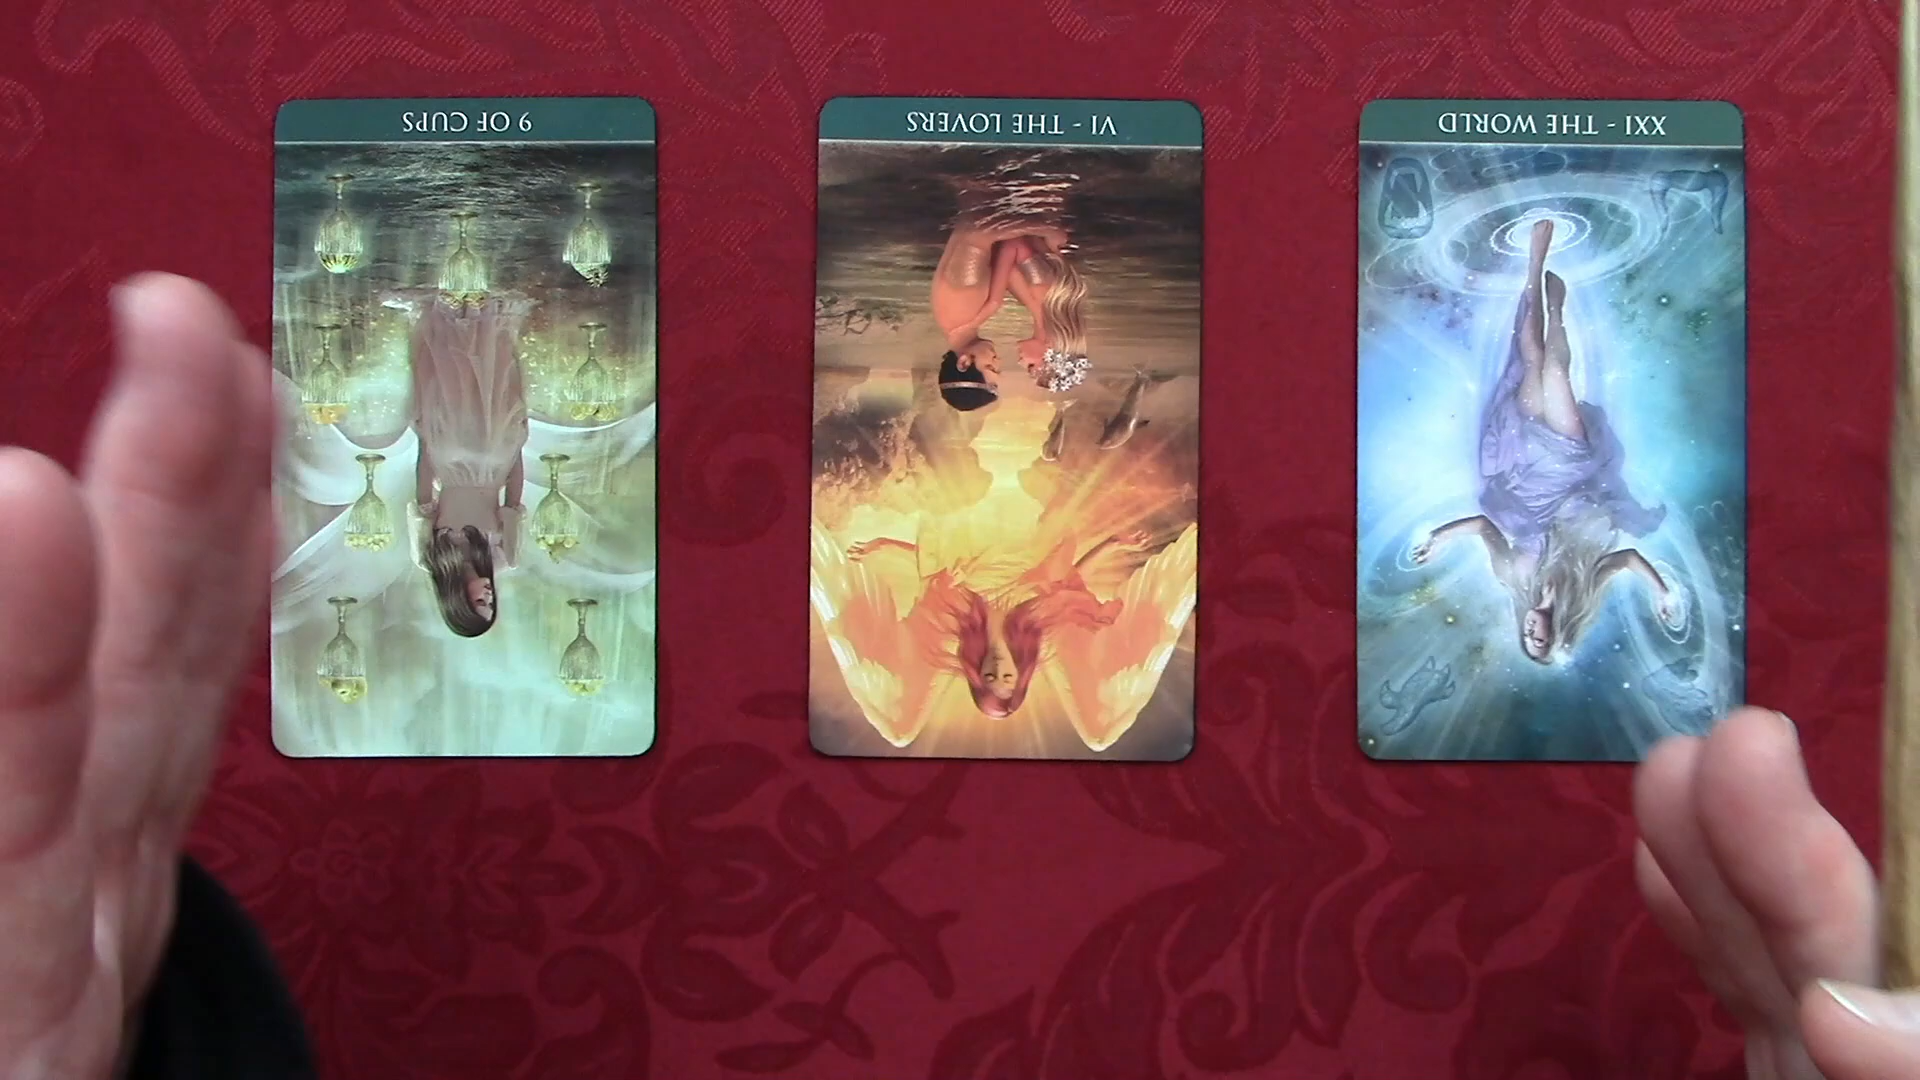 9 OF CUPS
VI - THE LOVERS
XXI - THE WORLD